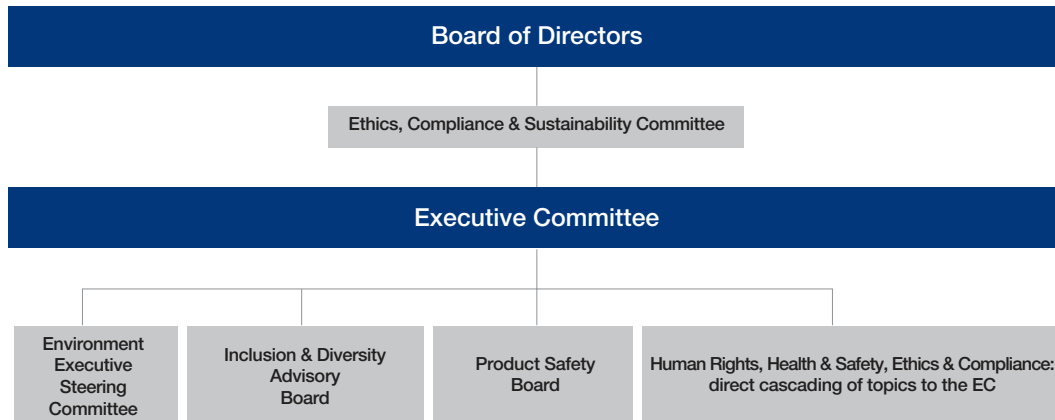 Board of Directors
Ethics, Compliance & Sustainability Committee
Executive Committee
Environment
Executive
Steering
Committee
Inclusion & Diversity
Advisory
Board
Product Safety
Board
Human Rights, Health & Safety, Ethics & Compliance:
direct cascading of topics to the EC